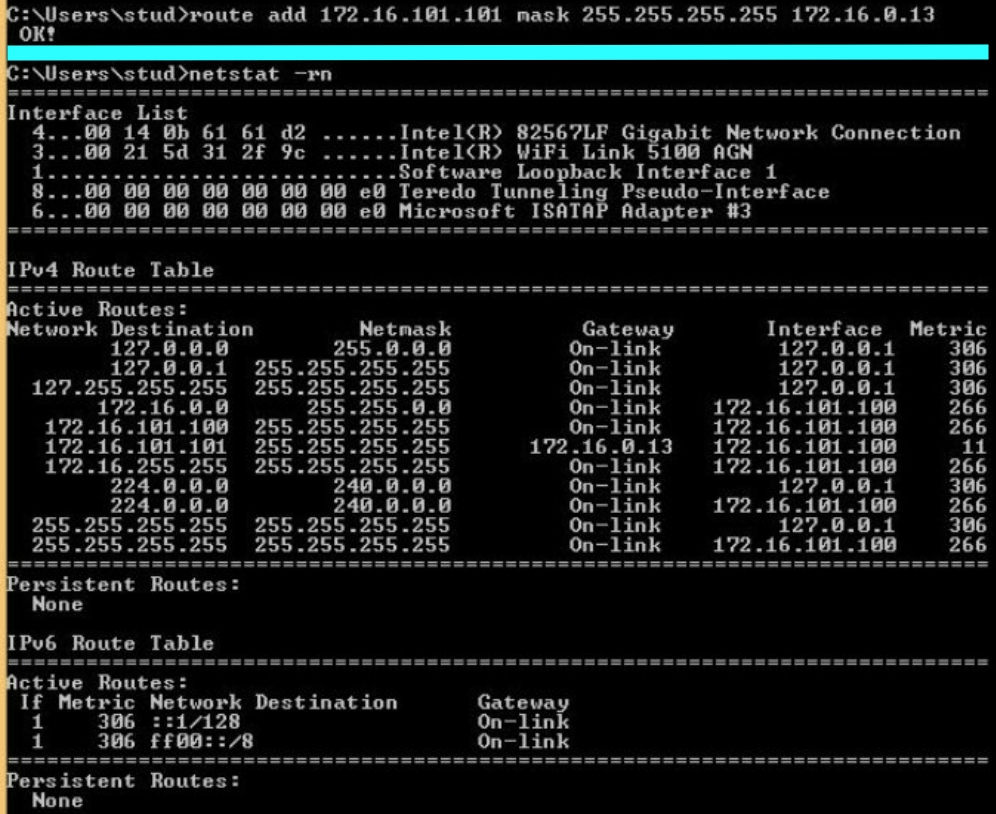 C:\Users\stud>route add 172.16.101.101 mask 255.255.255.255 172.16.0.13
 OK!
C:\Users\stud>netstat -rn
===========================================================================
Interface List
  4...00 14 0b 61 61 d2 ......Intel(R) 82567LF Gigabit Network Connection
  3...00 21 5d 31 2f 9c ......Intel(R) WiFi Link 5100 AGN
  1...........................Software Loopback Interface 1
  8...00 00 00 00 00 00 00 e0 Teredo Tunneling Pseudo-Interface
  6...00 00 00 00 00 00 00 e0 Microsoft ISATAP Adapter #3
===========================================================================
IPv4 Route Table
===========================================================================
Active Routes:
Network Destination        Netmask          Gateway       Interface  Metric
        127.0.0.0        255.0.0.0         On-link         127.0.0.1    306
        127.0.0.1  255.255.255.255         On-link         127.0.0.1    306
  127.255.255.255  255.255.255.255         On-link         127.0.0.1    306
       172.16.0.0      255.255.0.0         On-link    172.16.101.100    266
   172.16.101.100  255.255.255.255         On-link    172.16.101.100    266
   172.16.101.101  255.255.255.255      172.16.0.13   172.16.101.100     11
   172.16.255.255  255.255.255.255         On-link    172.16.101.100    266
        224.0.0.0        240.0.0.0         On-link         127.0.0.1    306
        224.0.0.0        240.0.0.0         On-link    172.16.101.100    266
  255.255.255.255  255.255.255.255         On-link         127.0.0.1    306
  255.255.255.255  255.255.255.255         On-link    172.16.101.100    266
===========================================================================
Persistent Routes:
  None
IPv6 Route Table
===========================================================================
Active Routes:
 If Metric Network Destination      Gateway
  1    306 ::1/128                  On-link
  1    306 ff00::/8                 On-link
===========================================================================
Persistent Routes:
  None